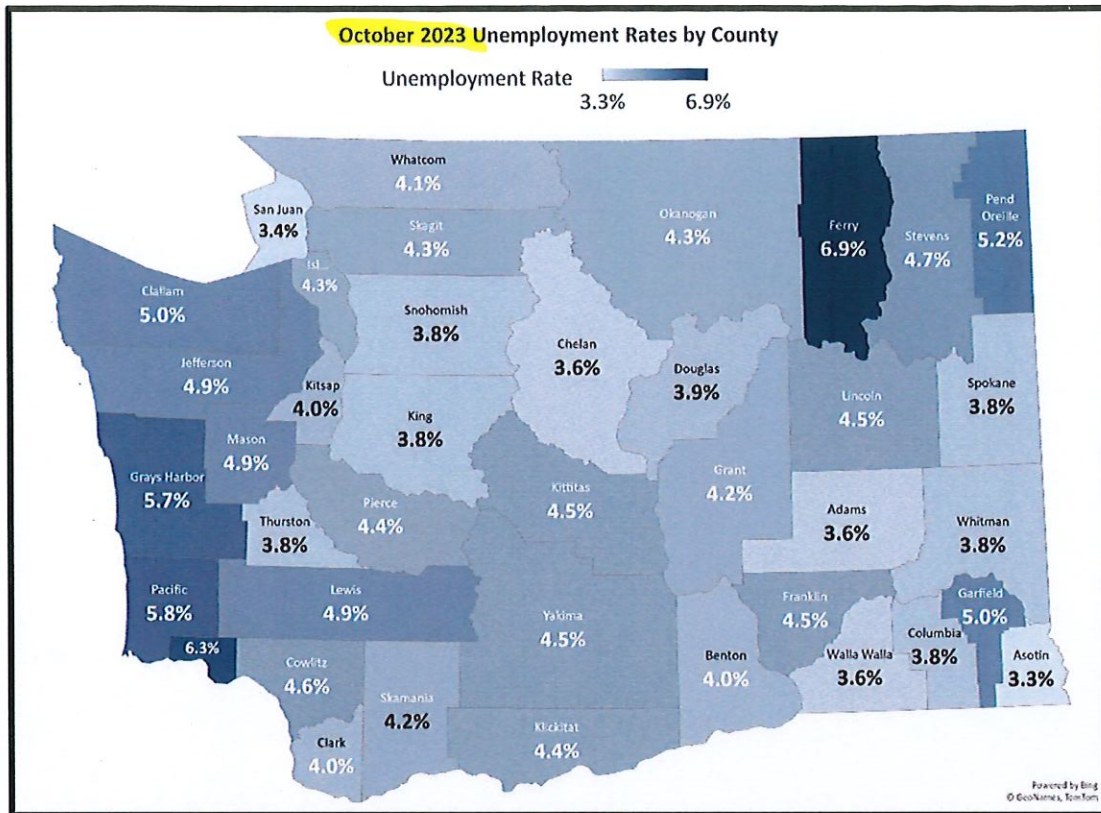 October 2023 Unemployment Rates by County
Unemployment Rate
3.3% 6.9%
Whatcom
4.1%
San Juan
3.4%
Skagit
4.3%
Isl...
4.3%
Okanogan
4.3%
Ferry
6.9%
Stevens
4.7%
Pend
Oreille
5.2%
Clallam
5.0%
Snohomish
3.8%
Chelan
3.6%
Douglas
3.9%
Jefferson
4.9%
Kitsap
4.0%
King
3.8%
Lincoln
4.5%
Spokane
3.8%
Mason
4.9%
Grays Harbor
5.7%
Thurston
3.8%
Pierce
4.4%
Kittitas
4.5%
Grant
4.2%
Adams
3.6%
Whitman
3.8%
Pacific
5.8%
Lewis
4.9%
Yakima
4.5%
Franklin
4.5%
Garfield
5.0%
6.3%
Cowlitz
4.6%
Skamania
4.2%
Benton
4.0%
Walla Walla
3.6%
Columbia
3.8%
Asotin
3.3%
Clark
4.0%
Klickitat
4.4%
Powered by Bing
© GeoNames, TomTom